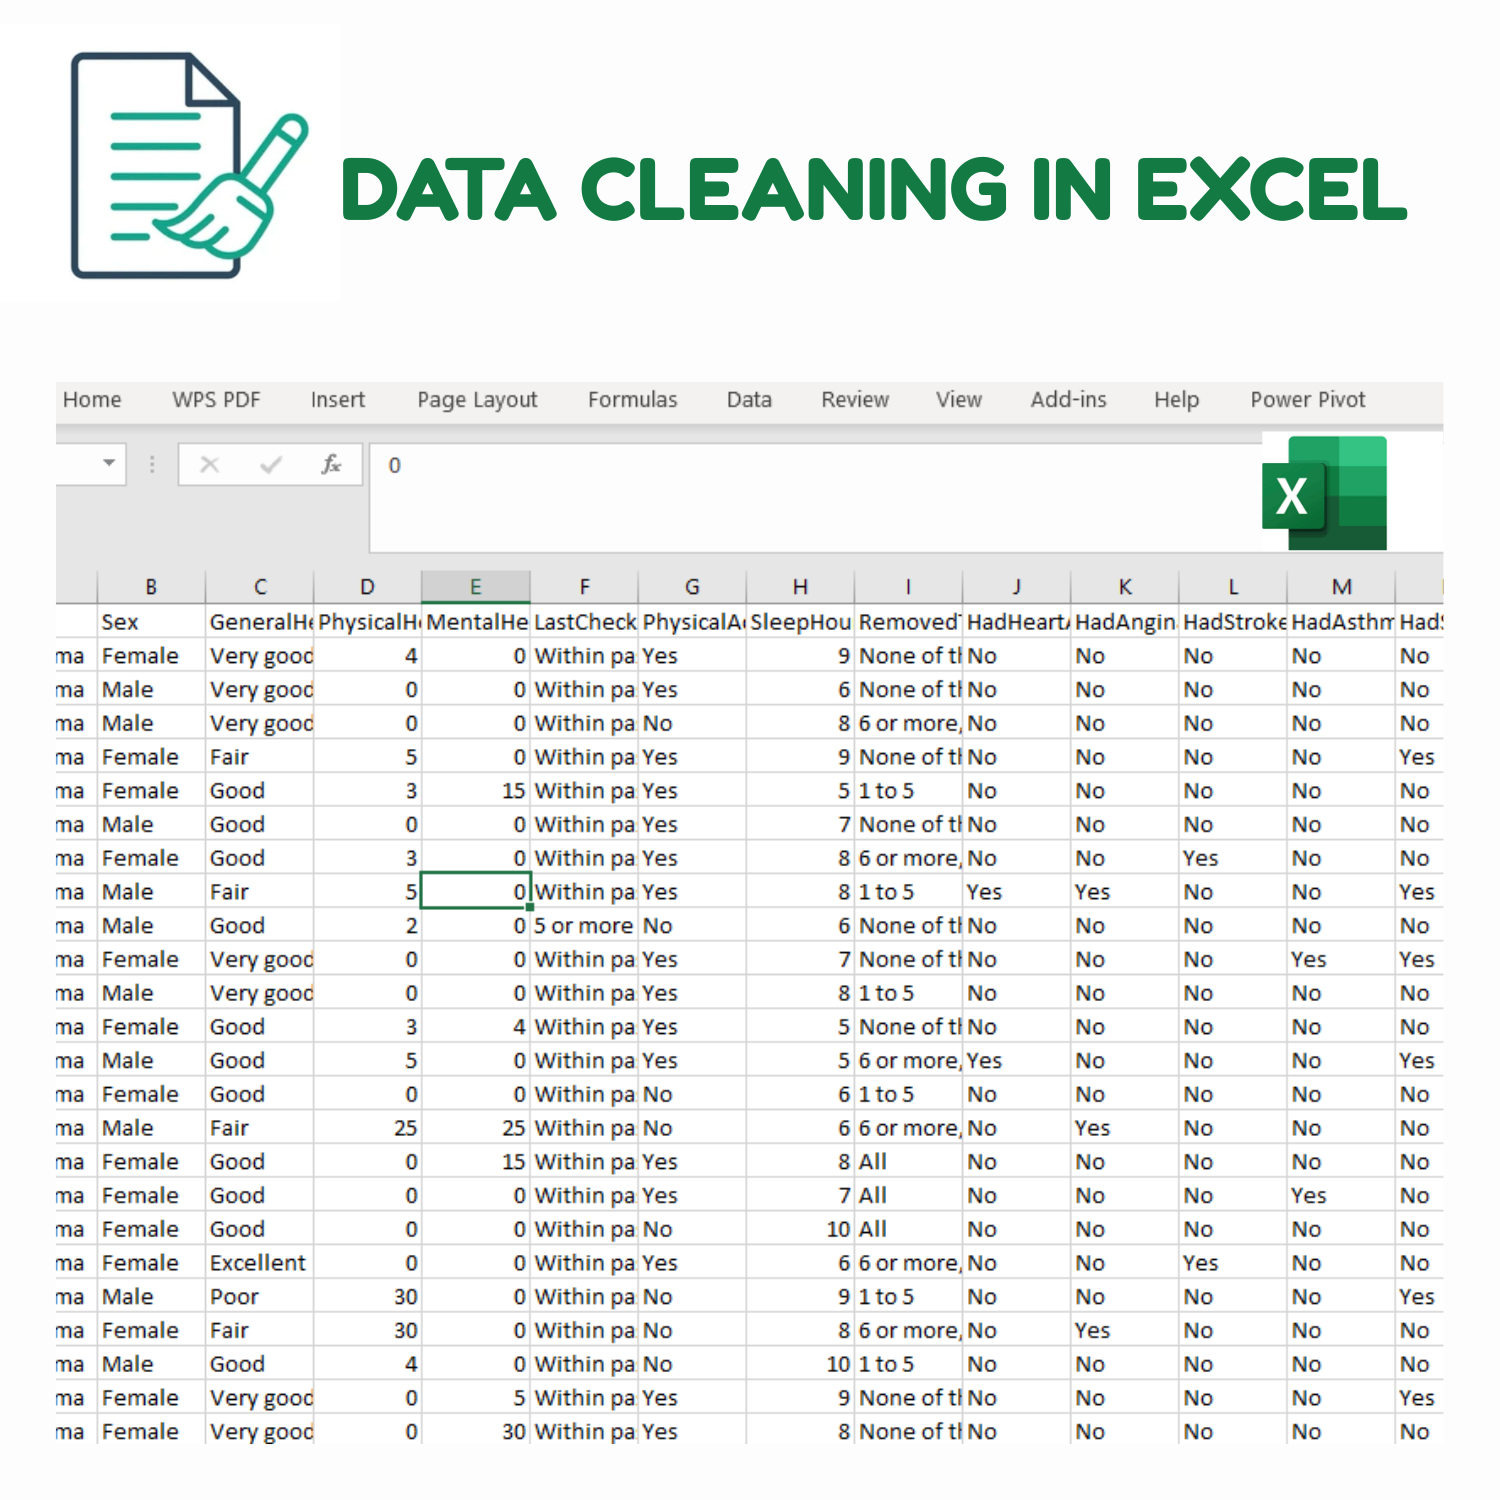 DATA CLEANING IN EXCEL
Home WPS PDF Insert Page Layout Formulas Data Review View Add-ins Help Power Pivot
fx 0
X
B C D E F G H I J K L M
Sex GeneralHe PhysicalHe MentalHe LastCheck PhysicalAc SleepHou RemovedT HadHeartA HadAngin HadStroke HadAsthm HadS
ma Female Very good 4 0 Within pa Yes 9 None of th No No No No No
ma Male Very good 0 0 Within pa Yes 6 None of th No No No No No
ma Male Very good 0 0 Within pa No 8 6 or more, No No No No No
ma Female Fair 5 0 Within pa Yes 9 None of th No No No No Yes
ma Female Good 3 15 Within pa Yes 5 1 to 5 No No No No No
ma Male Good 0 0 Within pa Yes 7 None of th No No No No No
ma Female Good 3 0 Within pa Yes 8 6 or more, No No Yes No No
ma Male Fair 5 0 Within pa Yes 8 1 to 5 Yes Yes No No Yes
ma Male Good 2 0 5 or more No 6 None of th No No No No No
ma Female Very good 0 0 Within pa Yes 7 None of th No No No Yes Yes
ma Male Very good 0 0 Within pa Yes 8 1 to 5 No No No No No
ma Female Good 3 4 Within pa Yes 5 None of th No No No No No
ma Male Good 5 0 Within pa Yes 5 6 or more, Yes No No No Yes
ma Female Good 0 0 Within pa No 6 1 to 5 No No No No No
ma Male Fair 25 25 Within pa No 6 6 or more, No Yes No No No
ma Female Good 0 15 Within pa Yes 8 All No No No No No
ma Female Good 0 0 Within pa Yes 7 All No No No Yes No
ma Female Good 0 0 Within pa No 10 All No No No No No
ma Female Excellent 0 0 Within pa Yes 6 6 or more, No No Yes No No
ma Male Poor 30 0 Within pa No 9 1 to 5 No No No No Yes
ma Female Fair 30 0 Within pa No 8 6 or more, No Yes No No No
ma Male Good 4 0 Within pa No 10 1 to 5 No No No No No
ma Female Very good 0 5 Within pa Yes 9 None of th No No No No Yes
ma Female Very good 0 30 Within pa Yes 8 None of th No No No No No